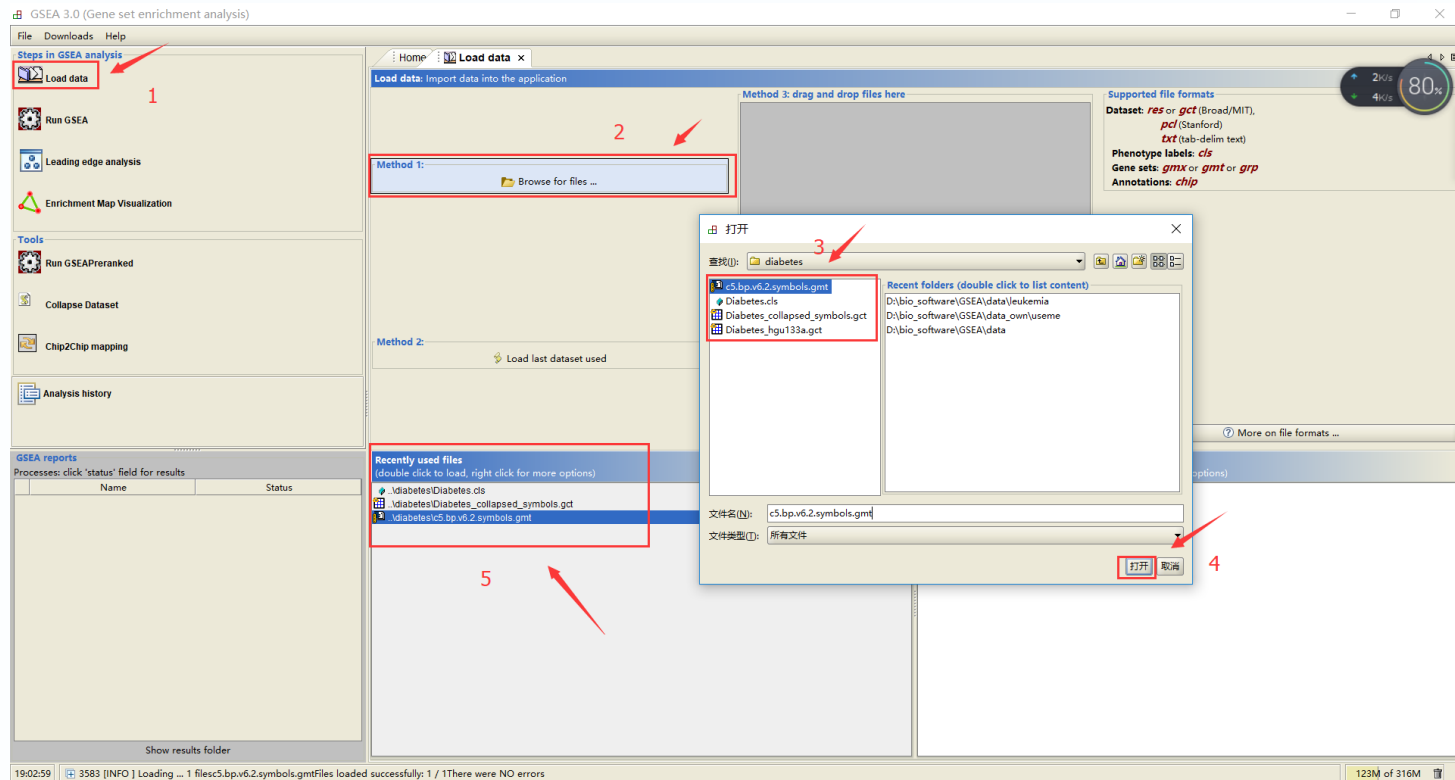 GSEA 3.0 (Gene set enrichment analysis)
File Downloads Help
Steps in GSEA analysis
Load data
1
Run GSEA
Leading edge analysis
Enrichment Map Visualization
Tools
Run GSEAPreranked
Collapse Dataset
Chip2Chip mapping
Analysis history
GSEA reports
Processes: click 'status' field for results
Name Status
Show results folder
Home Load data
Load data: Import data into the application
2
Method 1:
Browse for files ...
Method 2:
Load last dataset used
Method 3: drag and drop files here
Supported file formats
Dataset: res or gct (Broad/MIT),
pcl (Stanford)
txt (tab-delim text)
Phenotype labels: cls
Gene sets: gmx or gmt or grp
Annotations: chip
2K/s
4K/s
80%
More on file formats ...
Recently used files
(double click to load, right click for more options)
..\diabetes\Diabetes.cls
..\diabetes\Diabetes_collapsed_symbols.gct
..\diabetes\c5.bp.v6.2.symbols.gmt
5
options)
打开
3
查找(I): diabetes
c5.bp.v6.2.symbols.gmt
Diabetes.cls
Diabetes_collapsed_symbols.gct
Diabetes_hgu133a.gct
Recent folders (double click to list content)
D:\bio_software\GSEA\data\leukemia
D:\bio_software\GSEA\data_own\useme
D:\bio_software\GSEA\data
文件名(N): c5.bp.v6.2.symbols.gmt
文件类型(T): 所有文件
打开 取消
4
19:02:59 3583 [INFO ] Loading ... 1 filesc5.bp.v6.2.symbols.gmtFiles loaded successfully: 1 / 1There were NO errors
123M of 316M